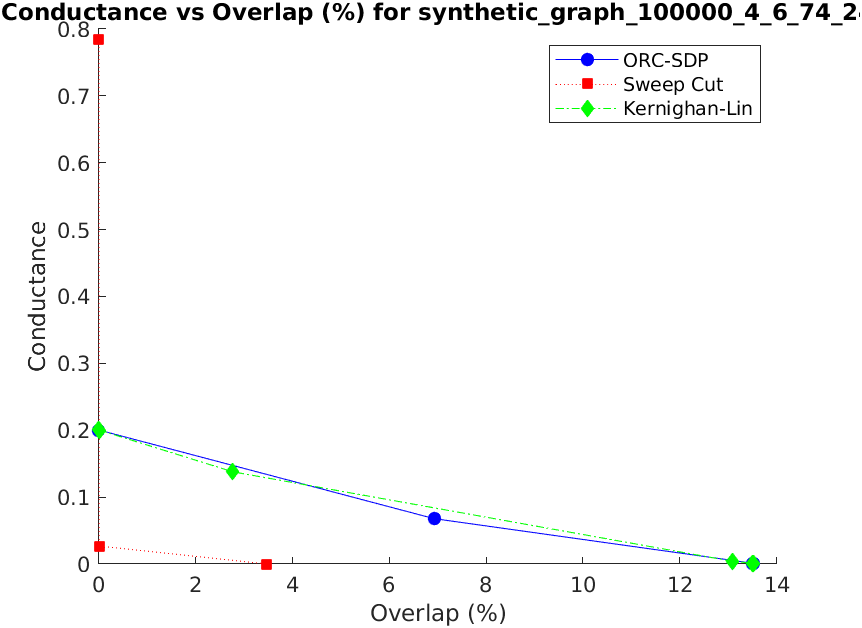 Conductance vs Overlap (%) for synthetic_graph_100000_4_6_74_2
ORC-SDP
Sweep Cut
Kernighan-Lin
0.8
0.7
0.6
0.5
0.4
0.3
0.2
0.1
0
Conductance
0 2 4 6 8 10 12 14
Overlap (%)